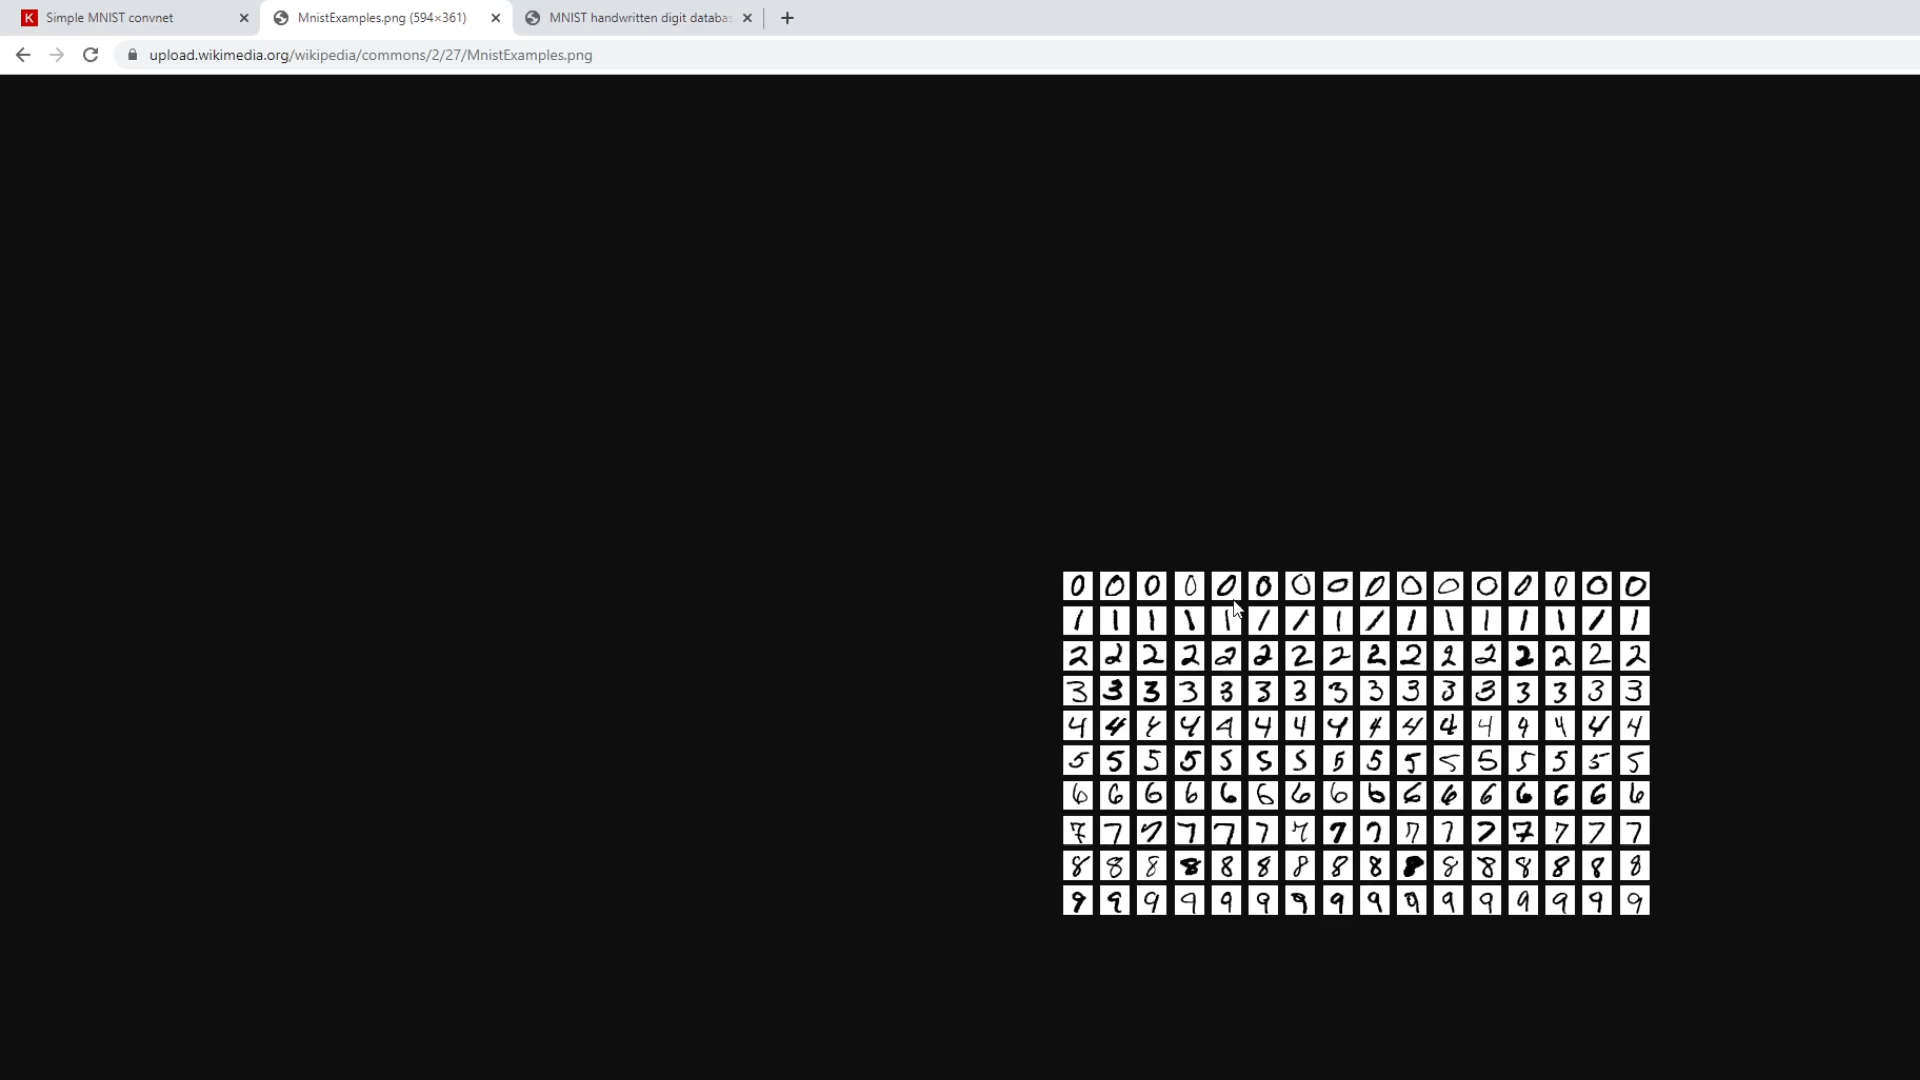 K Simple MNIST convnet
MnistExamples.png (594×361)
MNIST handwritten digit databas
upload.wikimedia.org/wikipedia/commons/2/27/MnistExamples.png
0 0 0 0 0 0 0 0 0 0 0 0 0 0 0 0
1 1 1 1 1 1 1 1 1 1 1 1 1 1 1 1
2 2 2 2 2 2 2 2 2 2 2 2 2 2 2 2
3 3 3 3 3 3 3 3 3 3 3 3 3 3 3 3
4 4 4 4 4 4 4 4 4 4 4 4 4 4 4 4
5 5 5 5 5 5 5 5 5 5 5 5 5 5 5 5
6 6 6 6 6 6 6 6 6 6 6 6 6 6 6 6
7 7 7 7 7 7 7 7 7 7 7 7 7 7 7 7
8 8 8 8 8 8 8 8 8 8 8 8 8 8 8 8
9 9 9 9 9 9 9 9 9 9 9 9 9 9 9 9